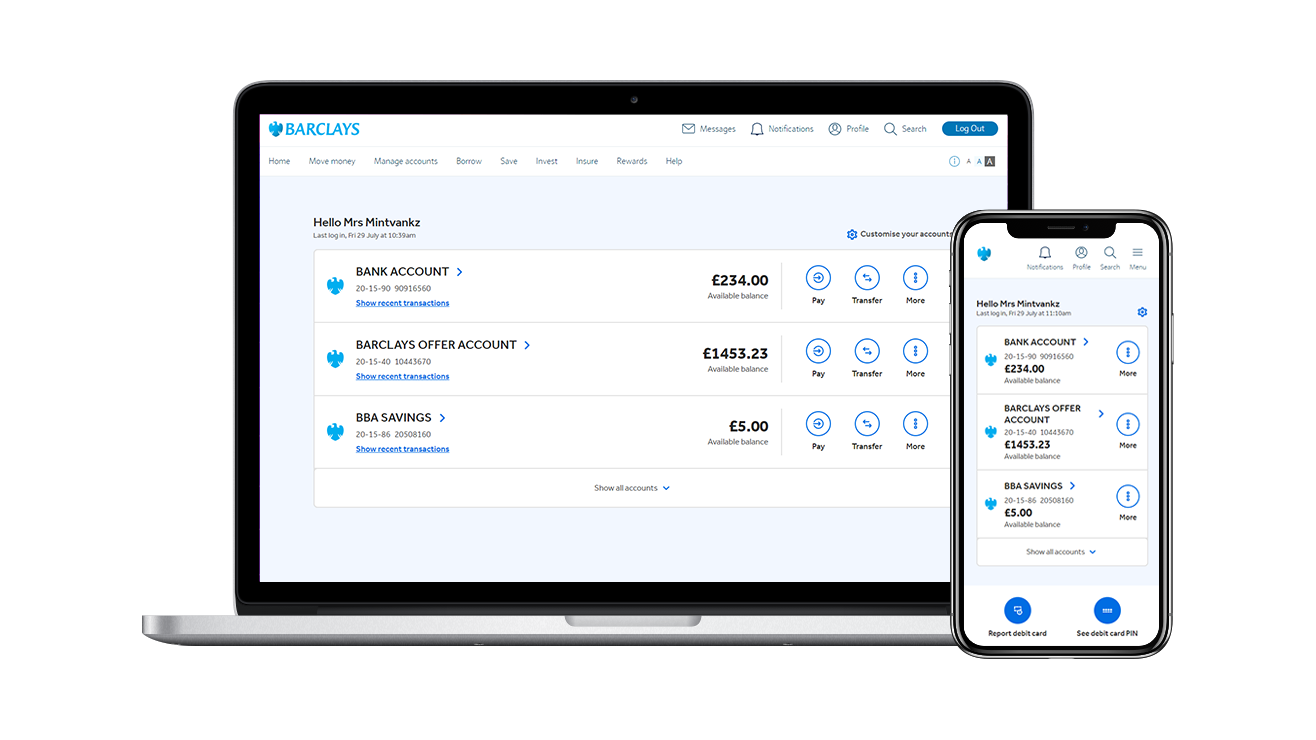 BARCLAYS
Messages Notifications Profile Search Log Out
Home Move money Manage accounts Borrow Save Invest Insure Rewards Help
A A A
Hello Mrs Mintvankz
Last log in, Fri 29 July at 10:39am
Customise your accounts
BANK ACCOUNT
20-15-90 90916560
Show recent transactions
£234.00
Available balance
Pay Transfer More
BARCLAYS OFFER ACCOUNT
20-15-40 10443670
Show recent transactions
£1453.23
Available balance
Pay Transfer More
BBA SAVINGS
20-15-86 20508160
Show recent transactions
£5.00
Available balance
Pay Transfer More
Show all accounts
Notifications Profile Search Menu
Hello Mrs Mintvankz
Last log in, Fri 29 July at 11:10am
BANK ACCOUNT
20-15-90 90916560
£234.00
Available balance
More
BARCLAYS OFFER
ACCOUNT
20-15-40 10443670
£1453.23
Available balance
More
BBA SAVINGS
20-15-86 20508160
£5.00
Available balance
More
Show all accounts
Report debit card See debit card PIN